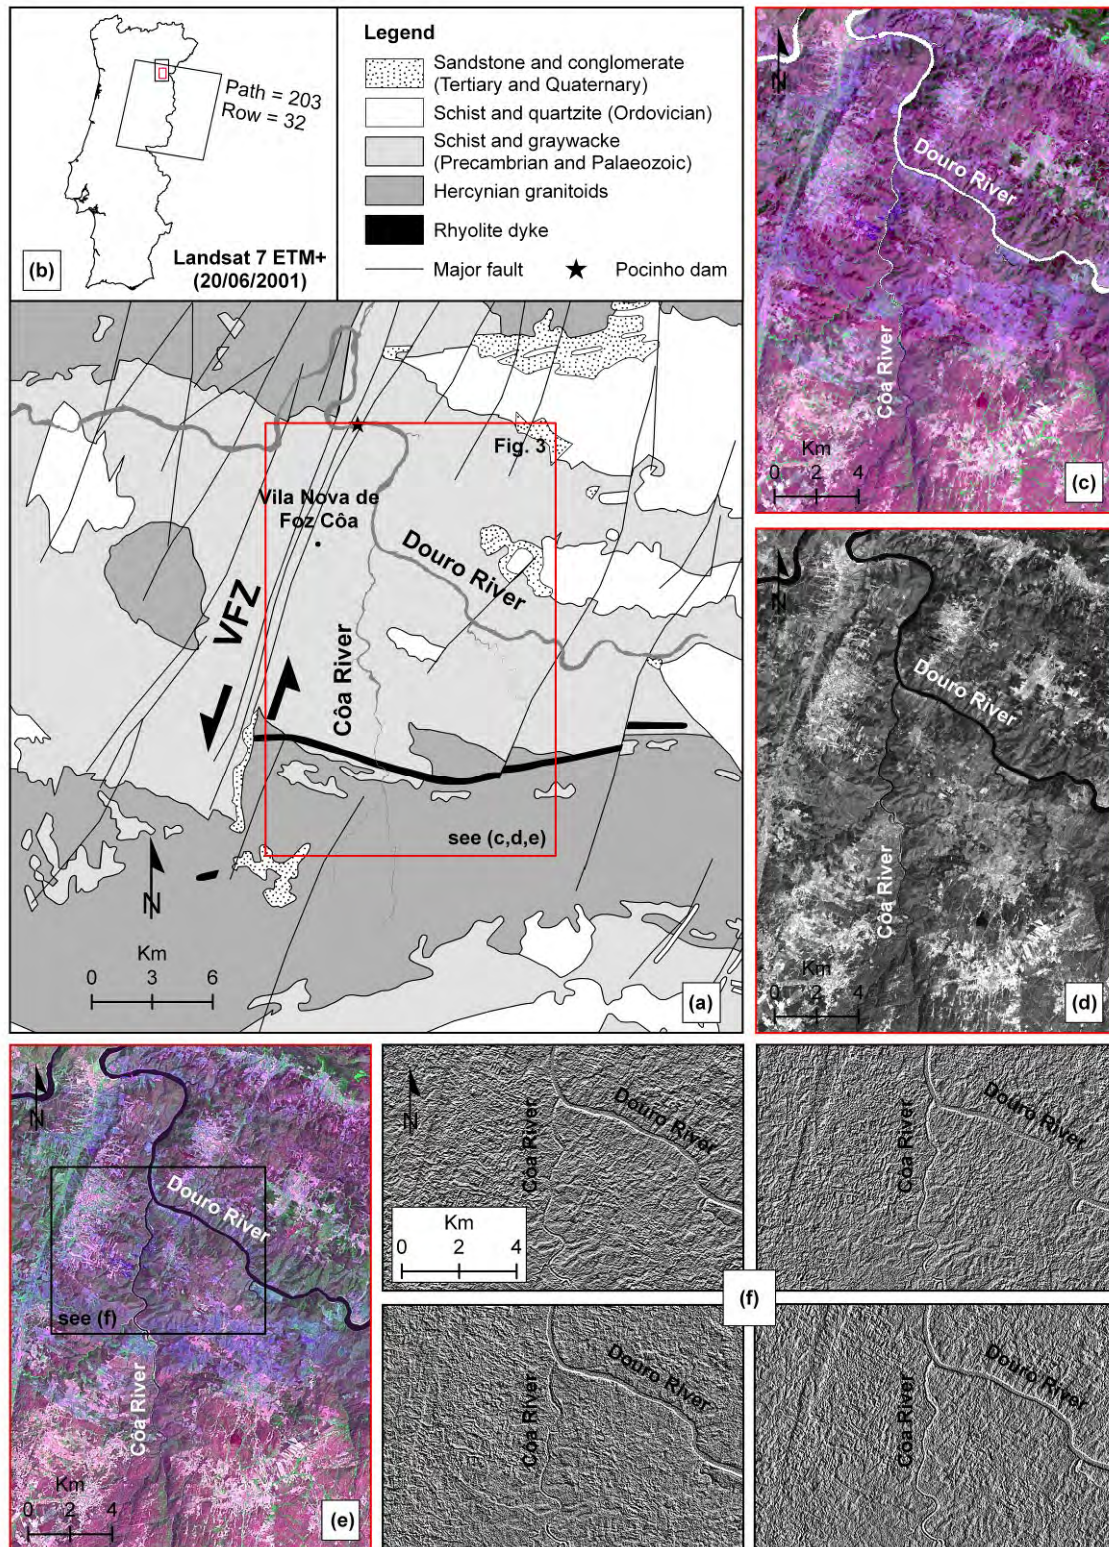 Path = 203
Row = 32
Landsat 7 ETM+
(20/06/2001)
(b)
Legend
Sandstone and conglomerate
(Tertiary and Quaternary)
Schist and quartzite (Ordovician)
Schist and graywacke
(Precambrian and Palaeozoic)
Hercynian granitoids
Rhyolite dyke
Major fault
Pocinho dam
Fig. 3
Vila Nova de
Foz Côa
Douro River
VFZ
Côa River
see (c,d,e)
N
Km
0 3 6
(a)
N
Douro River
Côa River
Km
0 2 4
(c)
N
Douro River
Côa River
Km
0 2 4
(d)
N
Douro River
see (f)
Côa River
Km
0 2 4
(e)
N
Douro River
Côa River
Km
0 2 4
Douro River
Côa River
(f)
Douro River
Côa River
Douro River
Côa River